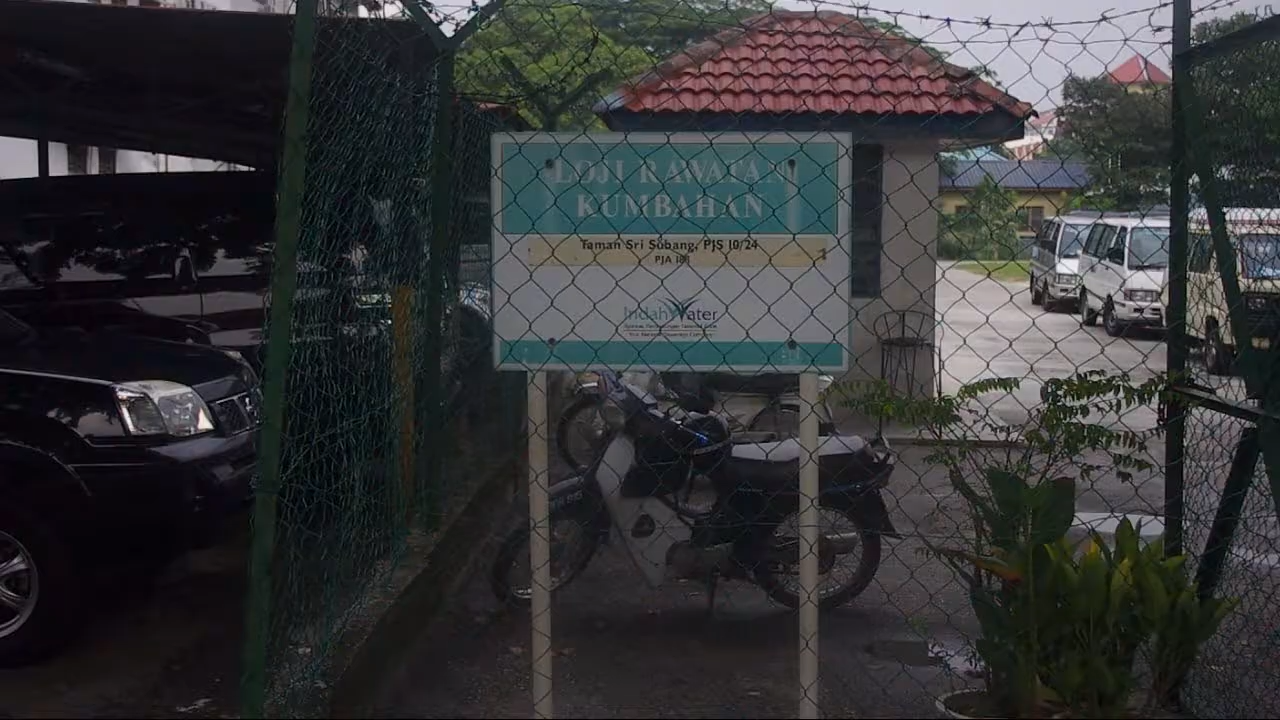 LOJI RAWATAN
KUMBAHAN
Taman Sri Subang, PJS 10/24
PJA 181
IndahWater